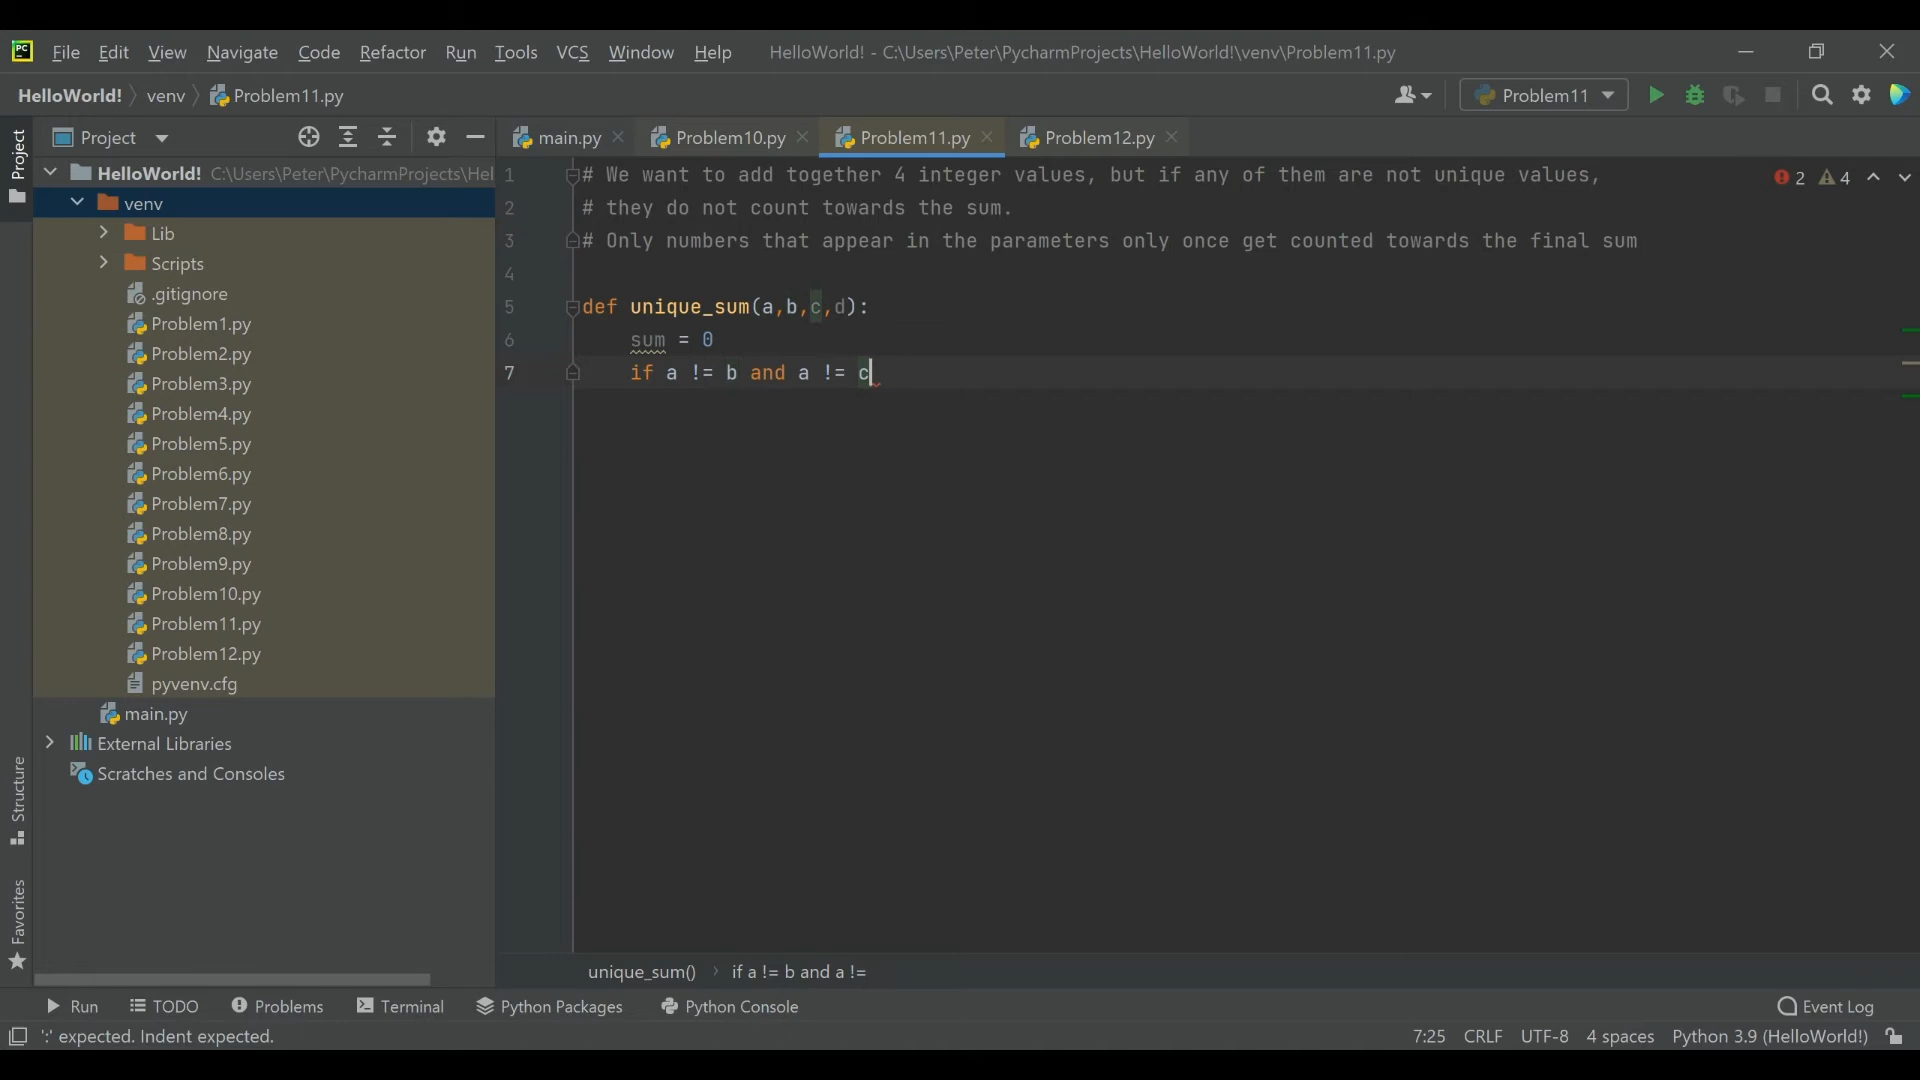 PC File Edit View Navigate Code Refactor Run Tools VCS Window Help HelloWorld! - C:\Users\Peter\PycharmProjects\HelloWorld!\venv\Problem11.py
HelloWorld! venv Problem11.py Problem11
Project
Project main.py Problem10.py Problem11.py Problem12.py
HelloWorld! C:\Users\Peter\PycharmProjects\Hel
venv
Lib
Scripts
.gitignore
Problem1.py
Problem2.py
Problem3.py
Problem4.py
Problem5.py
Problem6.py
Problem7.py
Problem8.py
Problem9.py
Problem10.py
Problem11.py
Problem12.py
pyvenv.cfg
main.py
External Libraries
Scratches and Consoles
Structure
Favorites
1 # We want to add together 4 integer values, but if any of them are not unique values, 2 4
2 # they do not count towards the sum.
3 # Only numbers that appear in the parameters only once get counted towards the final sum
4
5 def unique_sum(a,b,c,d):
6 sum = 0
7 if a != b and a != c
unique_sum() if a != b and a !=
Run TODO Problems Terminal Python Packages Python Console Event Log
':' expected. Indent expected. 7:25 CRLF UTF-8 4 spaces Python 3.9 (HelloWorld!)